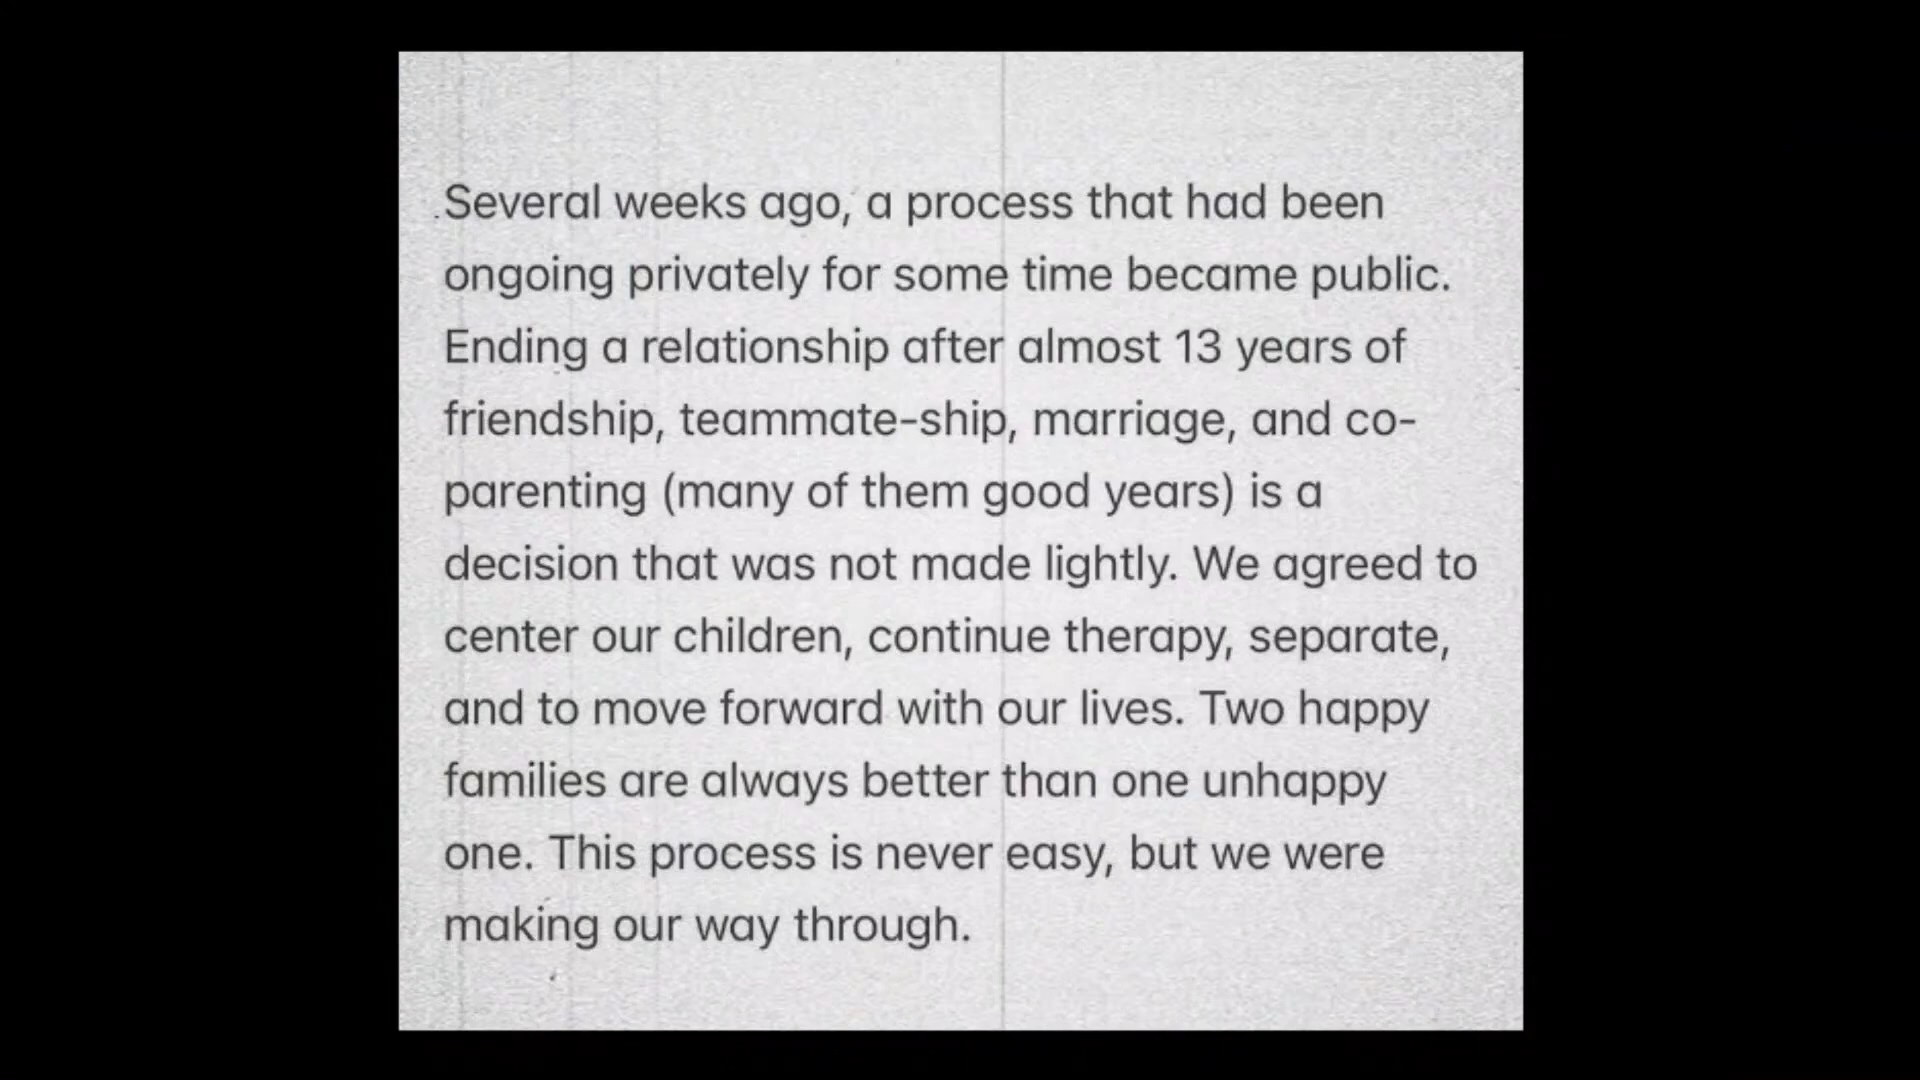 Several weeks ago, a process that had been
ongoing privately for some time became public.
Ending a relationship after almost 13 years of
friendship, teammate-ship, marriage, and co-
parenting (many of them good years) is a
decision that was not made lightly. We agreed to
center our children, continue therapy, separate,
and to move forward with our lives. Two happy
families are always better than one unhappy
one. This process is never easy, but we were
making our way through.